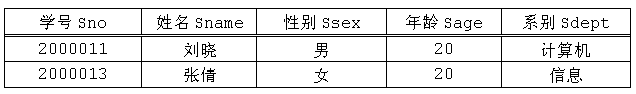 学号 Sno 姓名 Sname 性别 Ssex 年龄 Sage 系别 Sdept
2000011 刘晓 男 20 计算机
2000013 张倩 女 20 信息